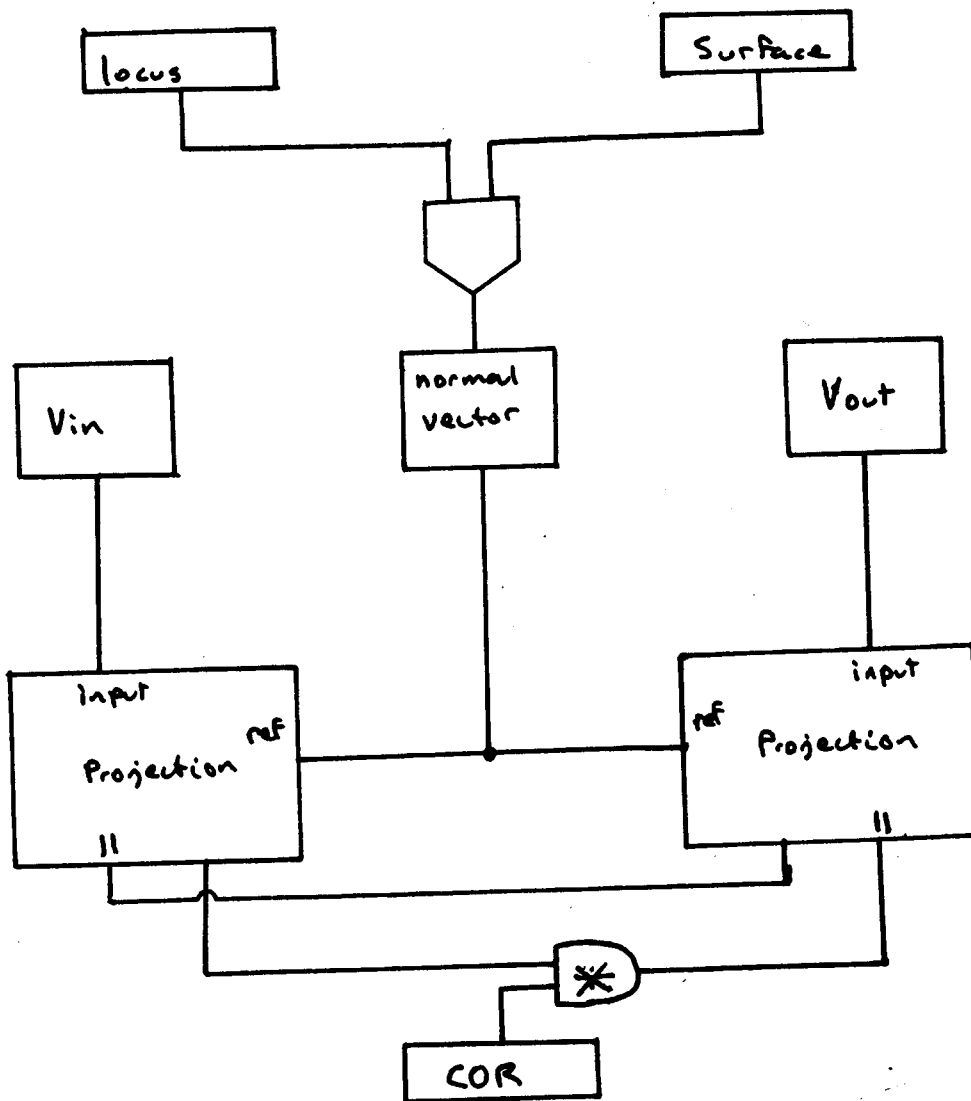 locus
Surface
normal
vector
Vin
Vout
input
ref
Projection
||
input
ref
Projection
||
*
COR